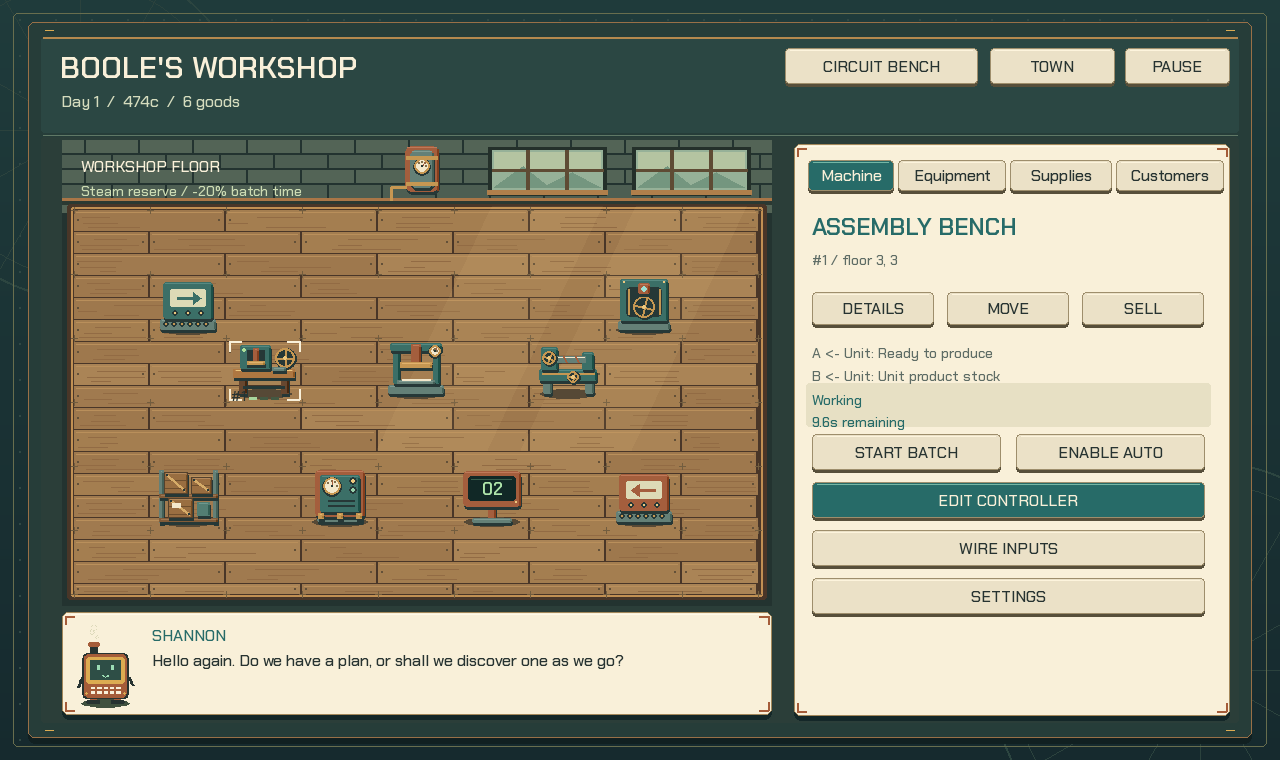 BOOLE'S WORKSHOP
Day 1 / 474c / 6 goods
CIRCUIT BENCH
TOWN
PAUSE
WORKSHOP FLOOR
Steam reserve / -20% batch time
02
SHANNON
Hello again. Do we have a plan, or shall we discover one as we go?
Machine
Equipment
Supplies
Customers
ASSEMBLY BENCH
#1 / floor 3, 3
DETAILS
MOVE
SELL
A <- Unit: Ready to produce
B <- Unit: Unit product stock
Working
9.6s remaining
START BATCH
ENABLE AUTO
EDIT CONTROLLER
WIRE INPUTS
SETTINGS